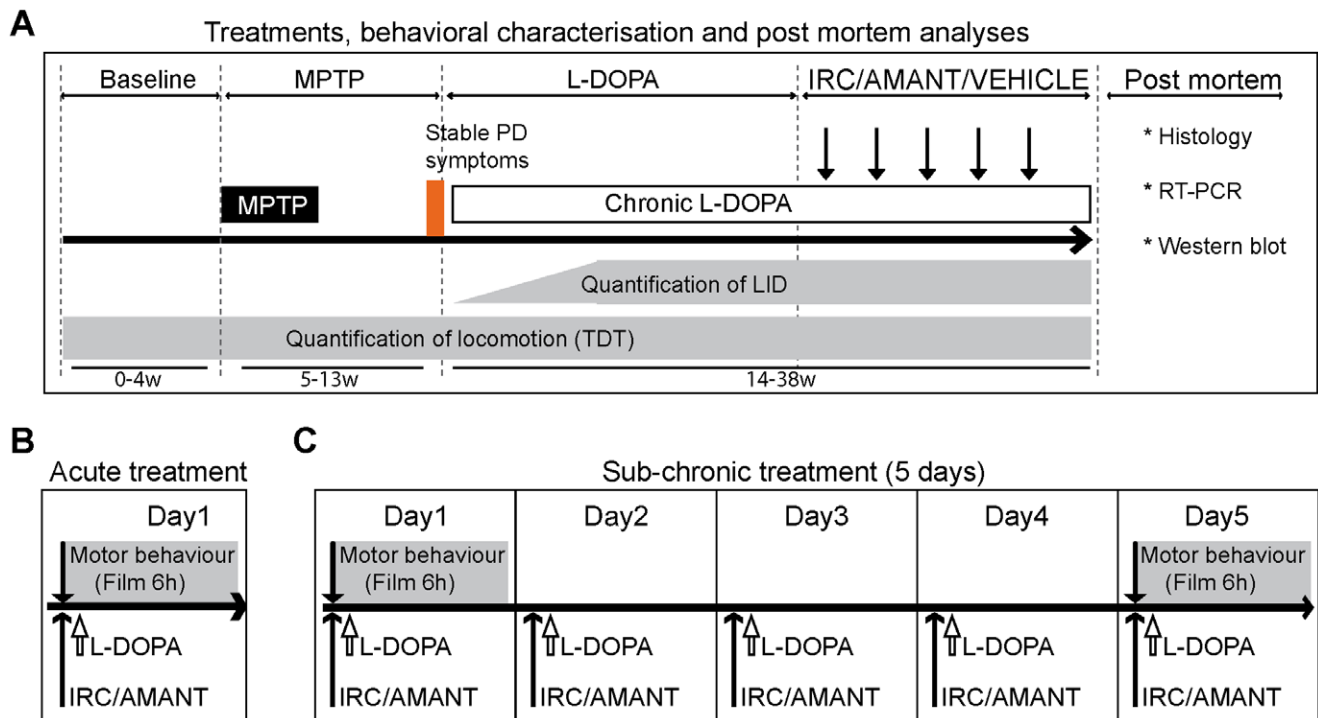 A
Treatments, behavioral characterisation and post mortem analyses
Baseline
MPTP
L-DOPA
IRC/AMANT/VEHICLE
Post mortem
Stable PD
symptoms
* Histology
* RT-PCR
* Western blot
MPTP
Chronic L-DOPA
Quantification of LID
Quantification of locomotion (TDT)
0-4w
5-13w
14-38w
B
Acute treatment
Day1
Motor behaviour
(Film 6h)
L-DOPA
IRC/AMANT
C
Sub-chronic treatment (5 days)
Day1
Day2
Day3
Day4
Day5
Motor behaviour
(Film 6h)
Motor behaviour
(Film 6h)
L-DOPA
L-DOPA
L-DOPA
L-DOPA
L-DOPA
IRC/AMANT
IRC/AMANT
IRC/AMANT
IRC/AMANT
IRC/AMANT